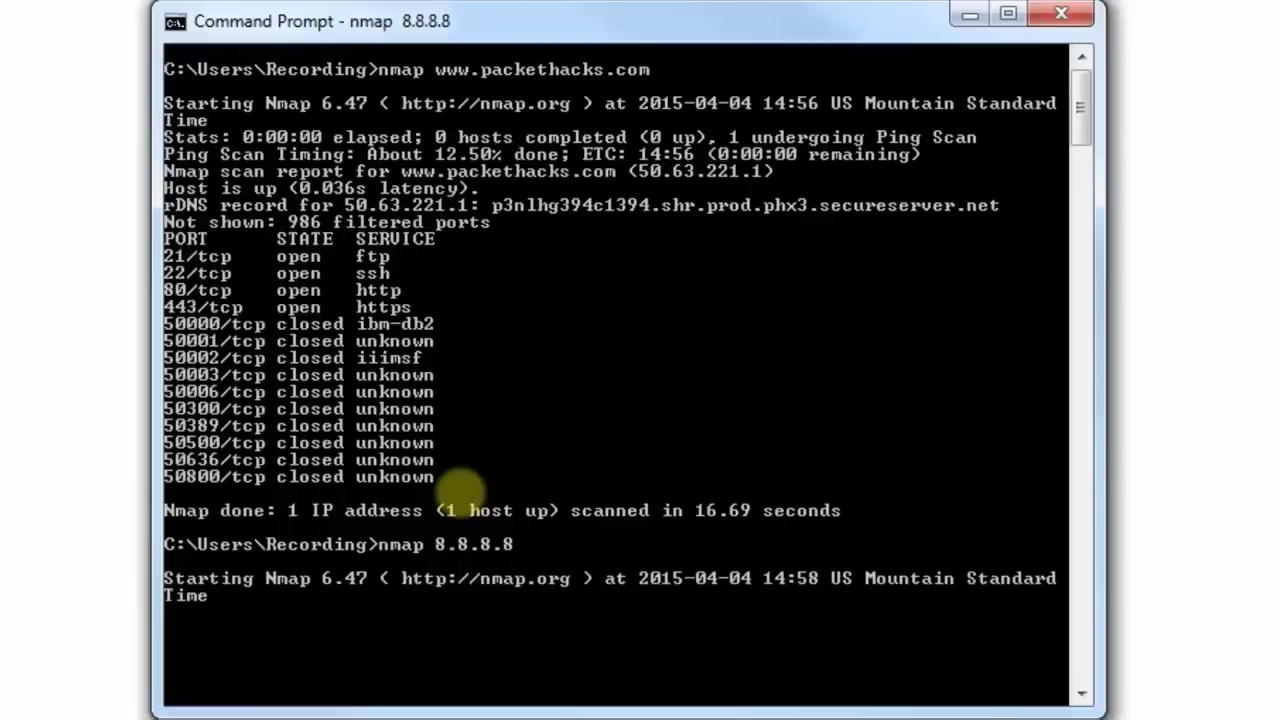 Command Prompt - nmap 8.8.8.8
C:\Users\Recording>nmap www.packethacks.com
Starting Nmap 6.47 ( http://nmap.org ) at 2015-04-04 14:56 US Mountain Standard
Time
Stats: 0:00:00 elapsed; 0 hosts completed (0 up), 1 undergoing Ping Scan
Ping Scan Timing: About 12.50% done; ETC: 14:56 (0:00:00 remaining)
Nmap scan report for www.packethacks.com (50.63.221.1)
Host is up (0.036s latency).
rDNS record for 50.63.221.1: p3nlhg394c1394.shr.prod.phx3.secureserver.net
Not shown: 986 filtered ports
PORT STATE SERVICE
21/tcp open ftp
22/tcp open ssh
80/tcp open http
443/tcp open https
50000/tcp closed ibm-db2
50001/tcp closed unknown
50002/tcp closed iiimsf
50003/tcp closed unknown
50006/tcp closed unknown
50300/tcp closed unknown
50389/tcp closed unknown
50500/tcp closed unknown
50636/tcp closed unknown
50800/tcp closed unknown
Nmap done: 1 IP address (1 host up) scanned in 16.69 seconds
C:\Users\Recording>nmap 8.8.8.8
Starting Nmap 6.47 ( http://nmap.org ) at 2015-04-04 14:58 US Mountain Standard
Time